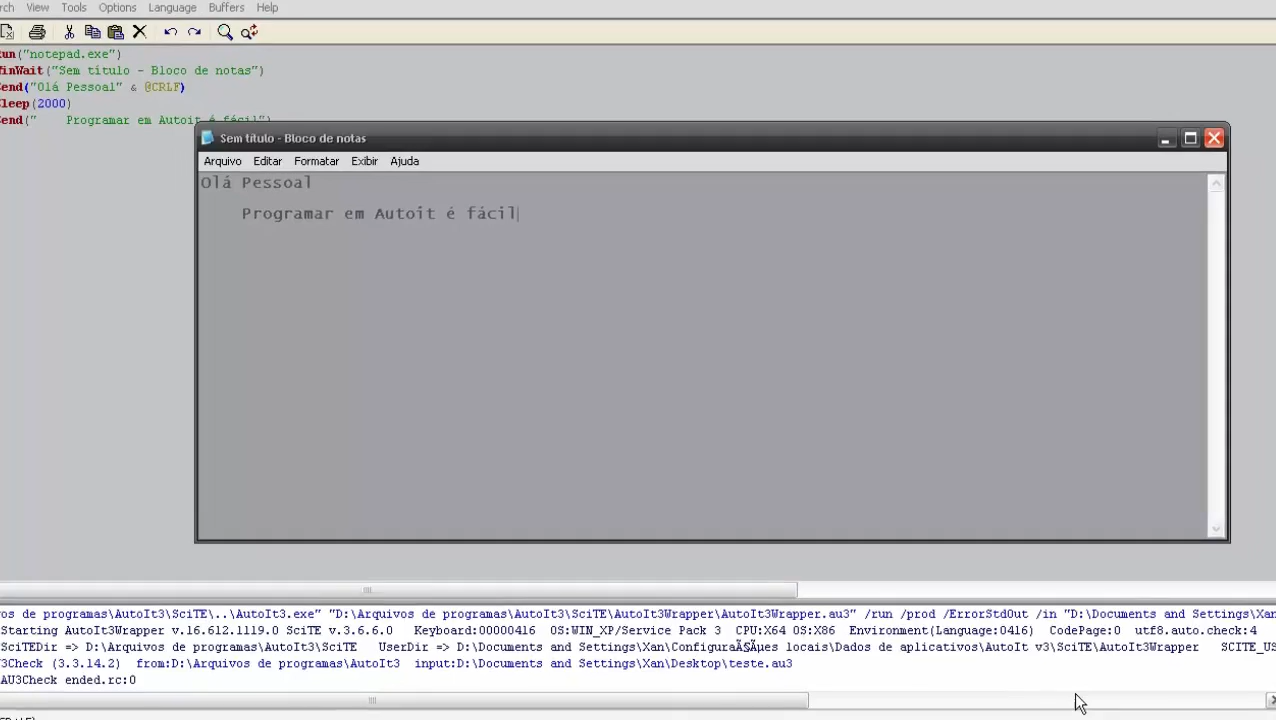 rch View Tools Options Language Buffers Help
un("notepad.exe")
inWait("Sem título - Bloco de notas")
end("Olá Pessoal" & @CRLF)
leep(2000)
end("    Programar em Autoit é fácil")
Sem título - Bloco de notas
Arquivo Editar Formatar Exibir Ajuda
Olá Pessoal
Programar em Autoit é fácil
os de programas\AutoIt3\SciTE\..\AutoIt3.exe" "D:\Arquivos de programas\AutoIt3\SciTE\AutoIt3Wrapper\AutoIt3Wrapper.au3" /run /prod /ErrorStdOut /in "D:\Documents and Settings\Xan
Starting AutoIt3Wrapper v.16.612.1119.0 SciTE v.3.6.6.0   Keyboard:00000416  OS:WIN_XP/Service Pack 3  CPU:X64 OS:X86  Environment(Language:0416)  CodePage:0  utf8.auto.check:4
SciTEDir => D:\Arquivos de programas\AutoIt3\SciTE   UserDir => D:\Documents and Settings\Xan\ConfiguraÃ§Ãµes locais\Dados de aplicativos\AutoIt v3\SciTE\AutoIt3Wrapper   SCITE_US
3Check (3.3.14.2)  from:D:\Arquivos de programas\AutoIt3  input:D:\Documents and Settings\Xan\Desktop\teste.au3
AU3Check ended.rc:0